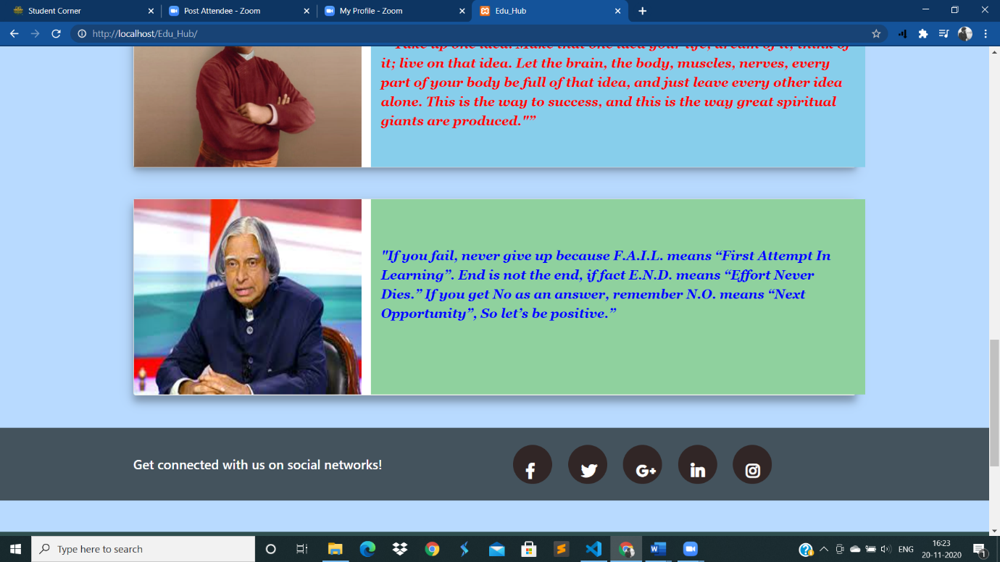 Student Corner
Post Attendee - Zoom
My Profile - Zoom
Edu_Hub
http://localhost/Edu_Hub/
"Take up one idea. Make that one idea your life; dream of it; think of
it; live on that idea. Let the brain, the body, muscles, nerves, every
part of your body be full of that idea, and just leave every other idea
alone. This is the way to success, and this is the way great spiritual
giants are produced."”
"If you fail, never give up because F.A.I.L. means “First Attempt In
Learning”. End is not the end, if fact E.N.D. means “Effort Never
Dies.” If you get No as an answer, remember N.O. means “Next
Opportunity”, So let’s be positive.”
Get connected with us on social networks!
Type here to search
ENG
16:23
20-11-2020
1